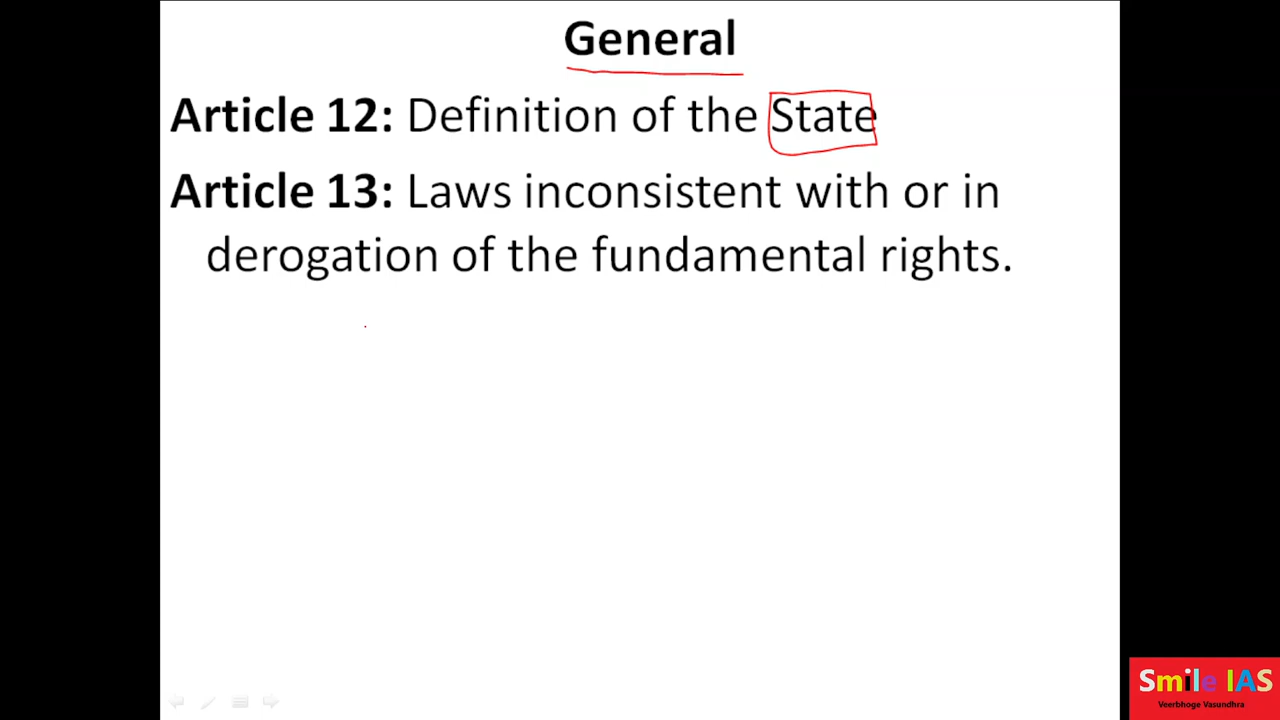 General
Article 12: Definition of the State
Article 13: Laws inconsistent with or in
derogation of the fundamental rights.
Smile IAS
Veerbhoge Vasundhra